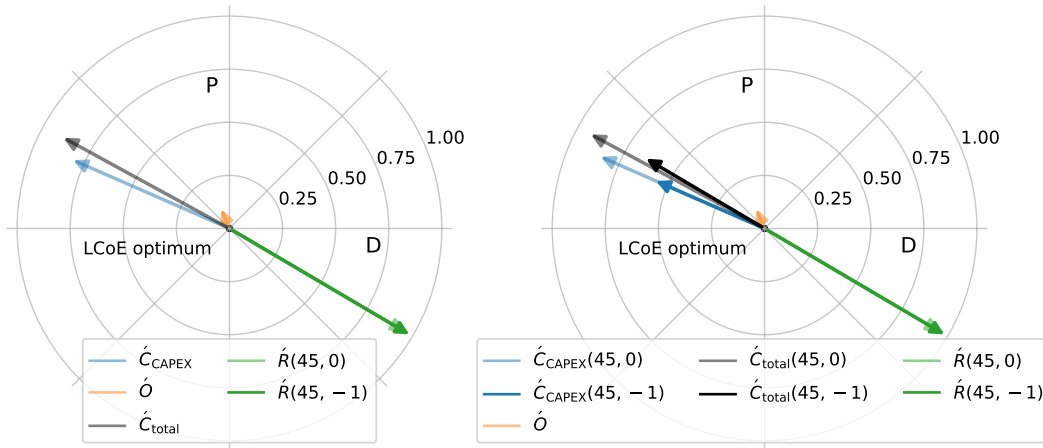 P
1.00
0.75
0.50
0.25
LCoE optimum
D
Ć_CAPEX
Ó
Ć_total
Ŕ(45, 0)
Ŕ(45, −1)
P
1.00
0.75
0.50
0.25
LCoE optimum
D
Ć_CAPEX(45, 0)
Ć_CAPEX(45, −1)
Ó
Ć_total(45, 0)
Ć_total(45, −1)
Ŕ(45, 0)
Ŕ(45, −1)